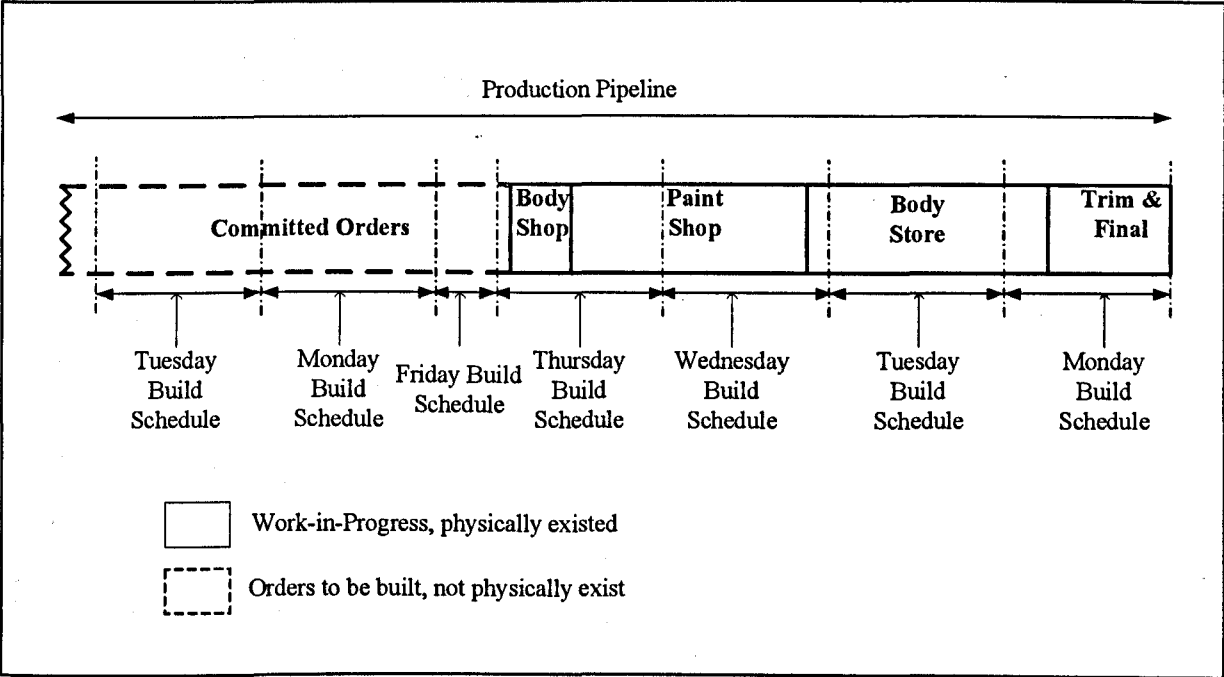 Production Pipeline
Committed Orders
Body
Shop
Paint
Shop
Body
Store
Trim &
Final
Tuesday
Build
Schedule
Monday
Build
Schedule
Friday Build
Schedule
Thursday
Build
Schedule
Wednesday
Build
Schedule
Tuesday
Build
Schedule
Monday
Build
Schedule
Work-in-Progress, physically existed
Orders to be built, not physically exist